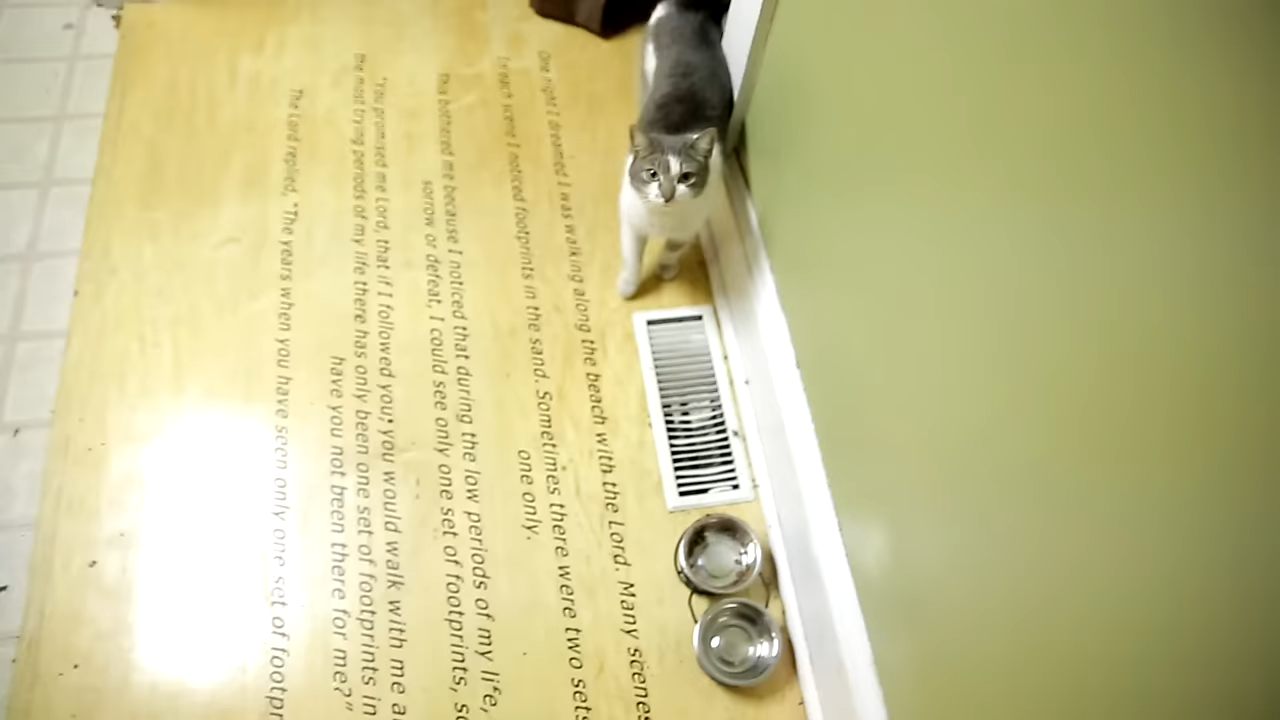 One night I dreamed I was walking along the beach with the Lord. Many scenes
In each scene I noticed footprints in the sand. Sometimes there were two sets
one only.
This bothered me because I noticed that during the low periods of my life,
sorrow or defeat, I could see only one set of footprints, so
"You promised me Lord, that if I followed you, you would walk with me al
the most trying periods of my life there has only been one set of footprints in
have you not been there for me?"
The Lord replied, "The years when you have seen only one set of footpr